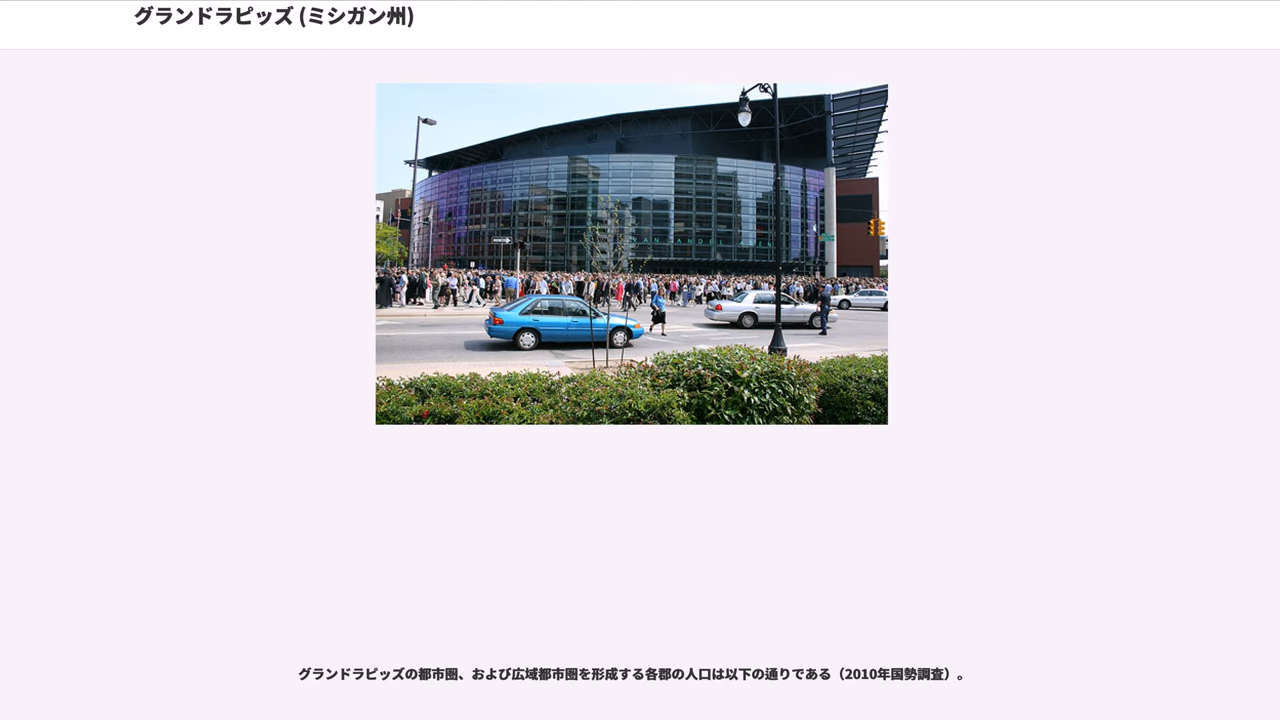 グランドラピッズ (ミシガン州)
VAN ANDEL
グランドラピッズの都市圏、および広域都市圏を形成する各郡の人口は以下の通りである（2010年国勢調査）。